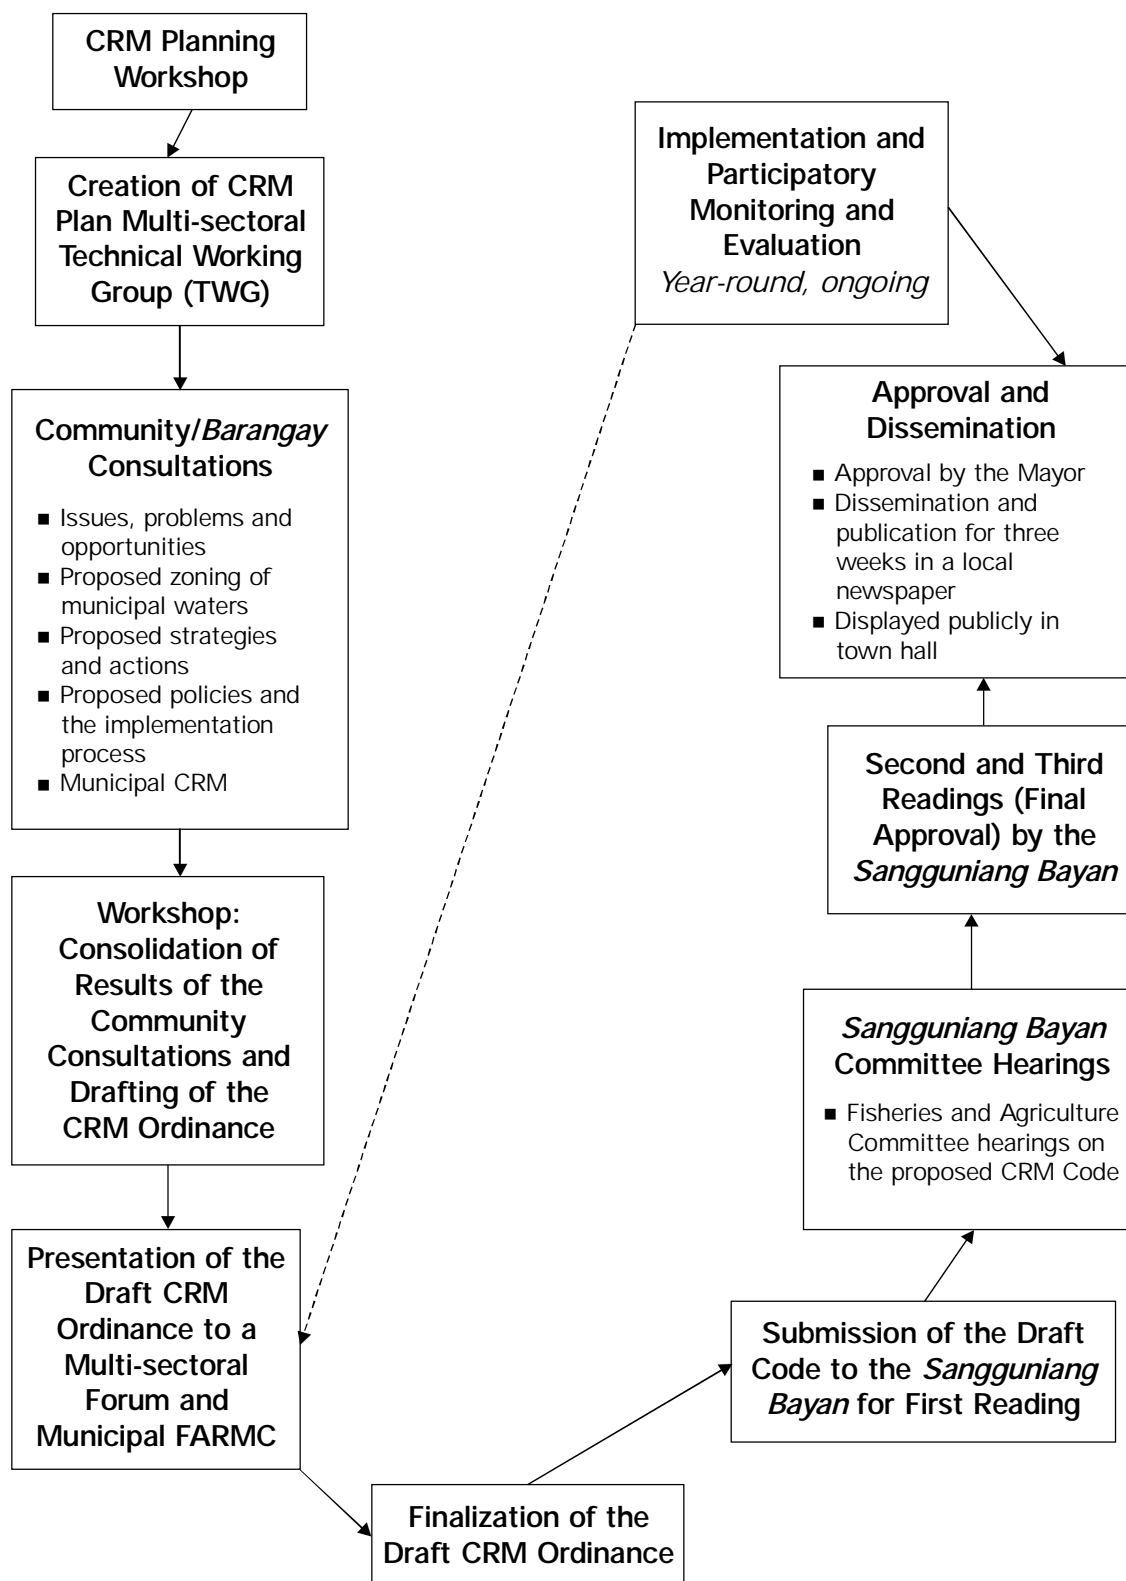 CRM Planning
Workshop
Creation of CRM
Plan Multi-sectoral
Technical Working
Group (TWG)
Community/Barangay
Consultations
■ Issues, problems and
opportunities
■ Proposed zoning of
municipal waters
■ Proposed strategies
and actions
■ Proposed policies and
the implementation
process
■ Municipal CRM
Workshop:
Consolidation of
Results of the
Community
Consultations and
Drafting of the
CRM Ordinance
Presentation of the
Draft CRM
Ordinance to a
Multi-sectoral
Forum and
Municipal FARMC
Finalization of the
Draft CRM Ordinance
Submission of the Draft
Code to the Sangguniang
Bayan for First Reading
Sangguniang Bayan
Committee Hearings
■ Fisheries and Agriculture
Committee hearings on
the proposed CRM Code
Second and Third
Readings (Final
Approval) by the
Sangguniang Bayan
Approval and
Dissemination
■ Approval by the Mayor
■ Dissemination and
publication for three
weeks in a local
newspaper
■ Displayed publicly in
town hall
Implementation and
Participatory
Monitoring and
Evaluation
Year-round, ongoing